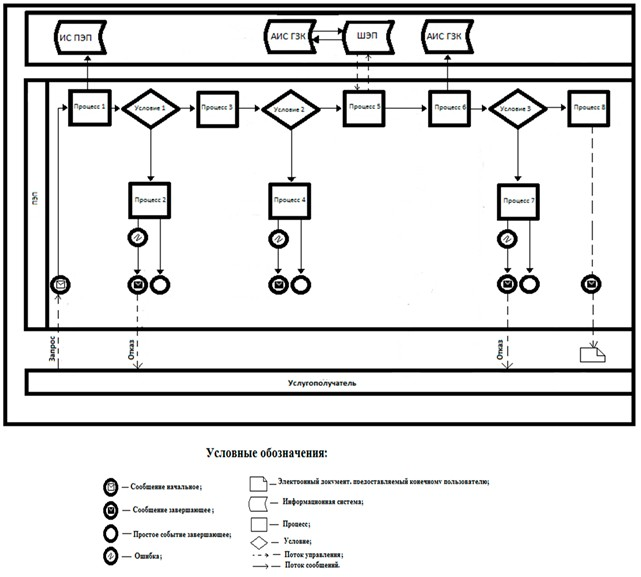 ИС ПЭП
АИС ГЗК
ШЭП
АИС ГЗК
Процесс 1
Условие 1
Процесс 3
Условие 2
Процесс 5
Процесс 6
Условие 3
Процесс 8
ПЭП
Процесс 2
Процесс 4
Процесс 7
Запрос
Отказ
Отказ
Услугополучатель
Условные обозначения:
— Сообщение начальное;
— Сообщение завершающее;
— Простое событие завершающее;
— Ошибка;
— Электронный документ, предоставляемый конечному пользователю;
— Информационная система;
— Процесс;
— Условие;
— Поток управления;
— Поток сообщений.